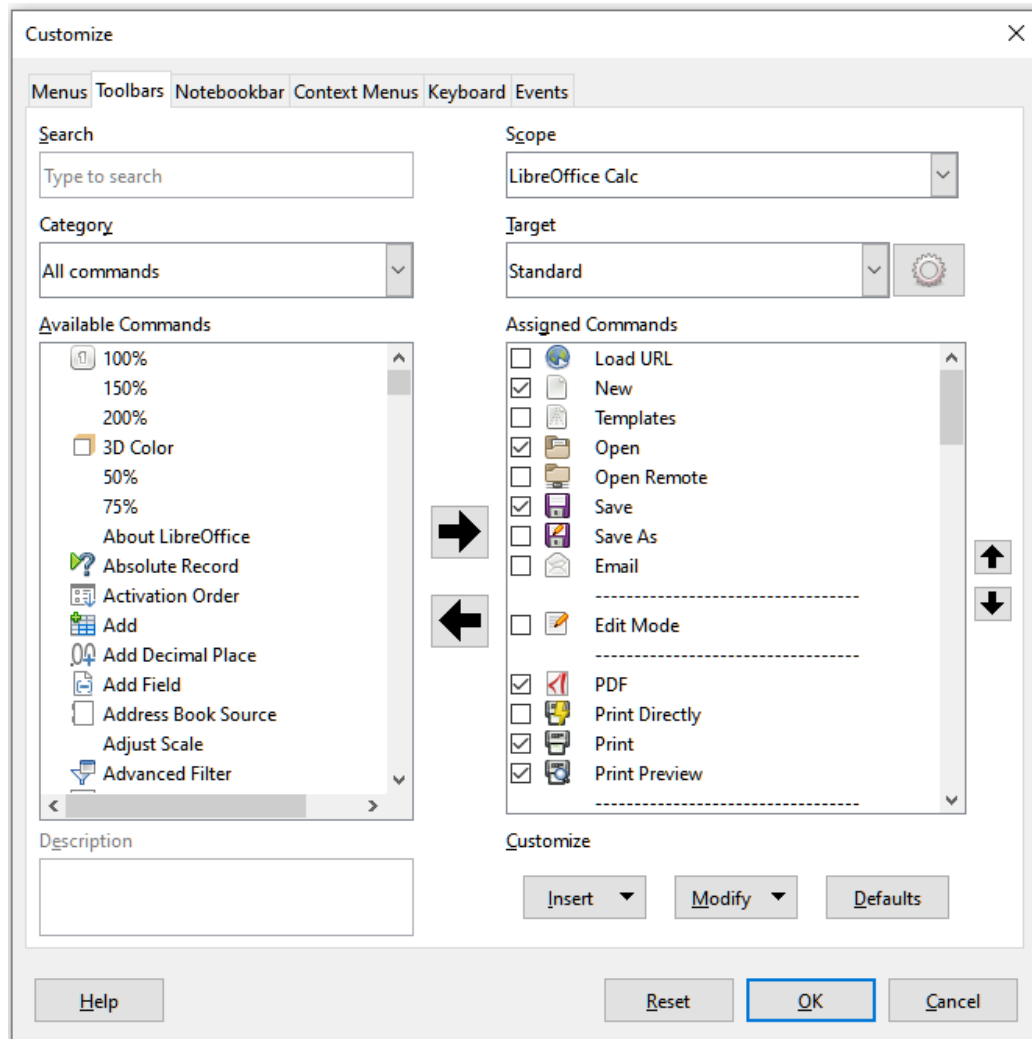 Customize
Menus Toolbars Notebookbar Context Menus Keyboard Events
Search
Type to search
Category
All commands
Available Commands
100%
150%
200%
3D Color
50%
75%
About LibreOffice
Absolute Record
Activation Order
Add
Add Decimal Place
Add Field
Address Book Source
Adjust Scale
Advanced Filter
Description
Scope
LibreOffice Calc
Target
Standard
Assigned Commands
Load URL
New
Templates
Open
Open Remote
Save
Save As
Email
----------------------------------
Edit Mode
----------------------------------
PDF
Print Directly
Print
Print Preview
----------------------------------
Customize
Insert Modify Defaults
Help Reset OK Cancel